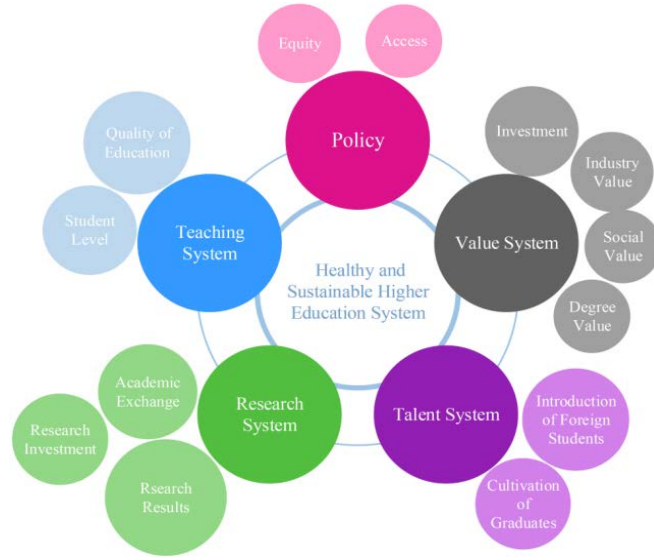 Equity
Access
Policy
Quality of
Education
Student
Level
Teaching
System
Investment
Industry
Value
Social
Value
Degree
Value
Value System
Healthy and
Sustainable Higher
Education System
Academic
Exchange
Research
Investment
Rsearch
Results
Research
System
Talent System
Introduction
of Foreign
Students
Cultivation
of
Graduates